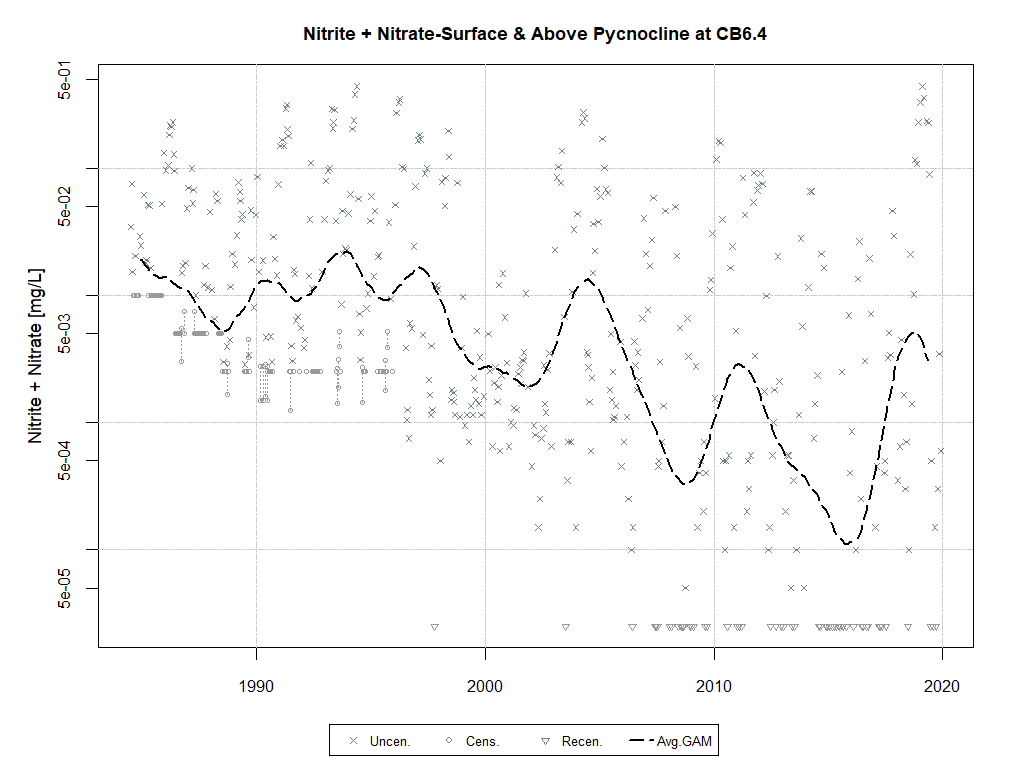 Nitrite + Nitrate-Surface & Above Pycnocline at CB6.4
Nitrite + Nitrate [mg/L]
5e-01
5e-02
5e-03
5e-04
5e-05
1990 2000 2010 2020
Uncen. Cens. Recen. Avg.GAM